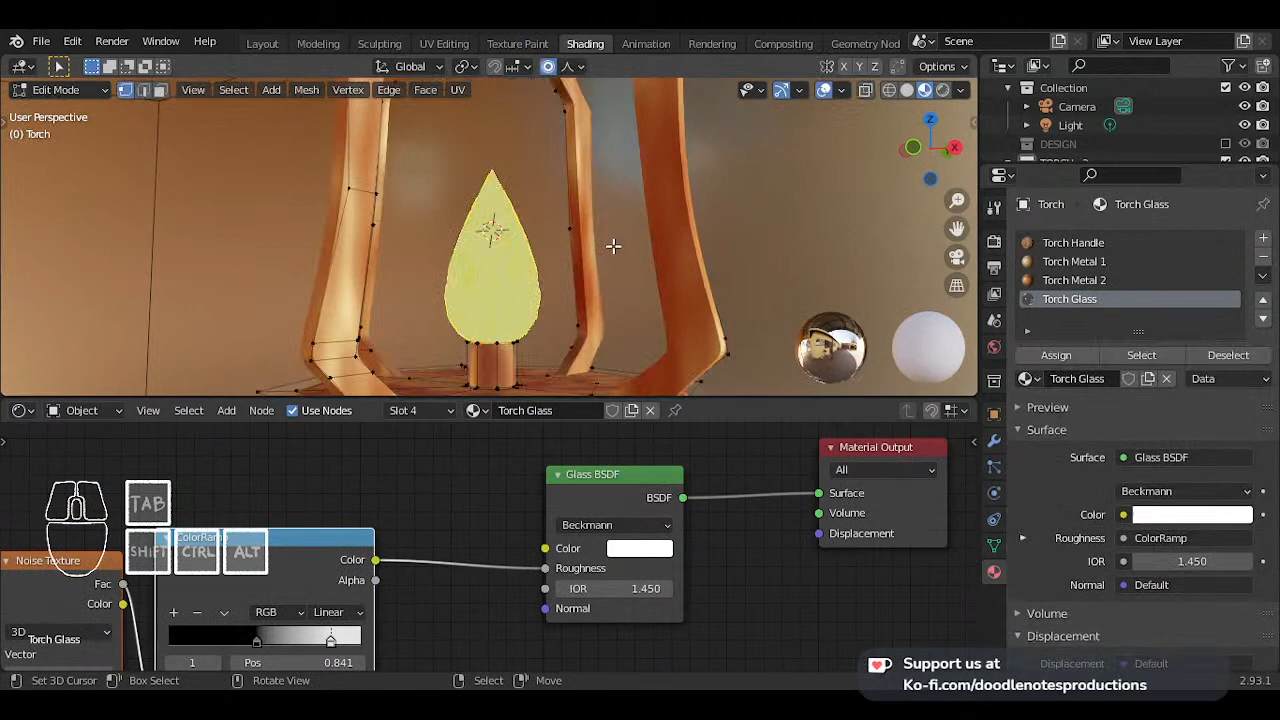 File Edit Render Window Help Layout Modeling Sculpting UV Editing Texture Paint Shading Animation Rendering Compositing Geometry Nod Scene View Layer
Global X Y Z Options
Edit Mode View Select Add Mesh Vertex Edge Face UV
User Perspective
(0) Torch
Z
X
Collection
Camera
Light
DESIGN
Torch Torch Glass
Torch Handle
Torch Metal 1
Torch Metal 2
Torch Glass
Assign Select Deselect
Torch Glass Data
Preview
Surface
Surface Glass BSDF
Beckmann
Color
Roughness ColorRamp
IOR 1.450
Normal Default
Volume
Displacement
Displacement Default
Object View Select Add Node Use Nodes Slot 4 Torch Glass
Glass BSDF
BSDF
Beckmann
Color
Roughness
IOR 1.450
Normal
Material Output
All
Surface
Volume
Displacement
TAB
SHIFT CTRL ALT
ColorRamp
Color
Alpha
RGB Linear
1 Pos 0.841
Noise Texture
Fac
Color
3D
Torch Glass
Vector
Support us at
Ko-fi.com/doodlenotesproductions
Set 3D Cursor Box Select Rotate View Select Move 2.93.1